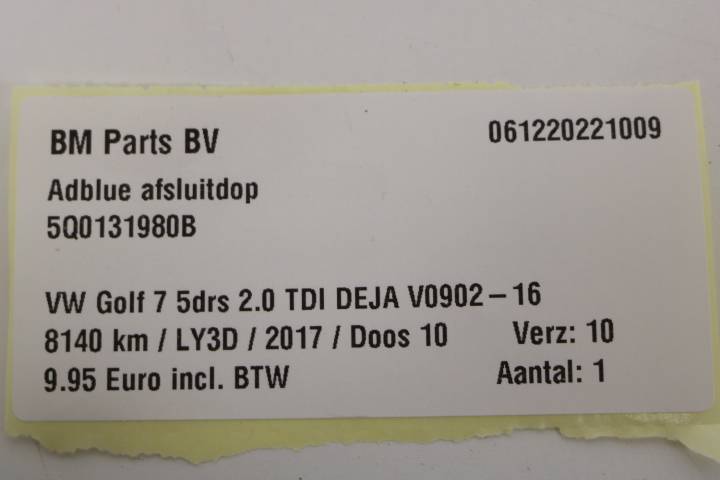 BM Parts BV 061220221009
Adblue afsluitdop
5Q0131980B
VW Golf 7 5drs 2.0 TDI DEJA V0902-16
8140 km / LY3D / 2017 / Doos 10 Verz: 10
9.95 Euro incl. BTW Aantal: 1